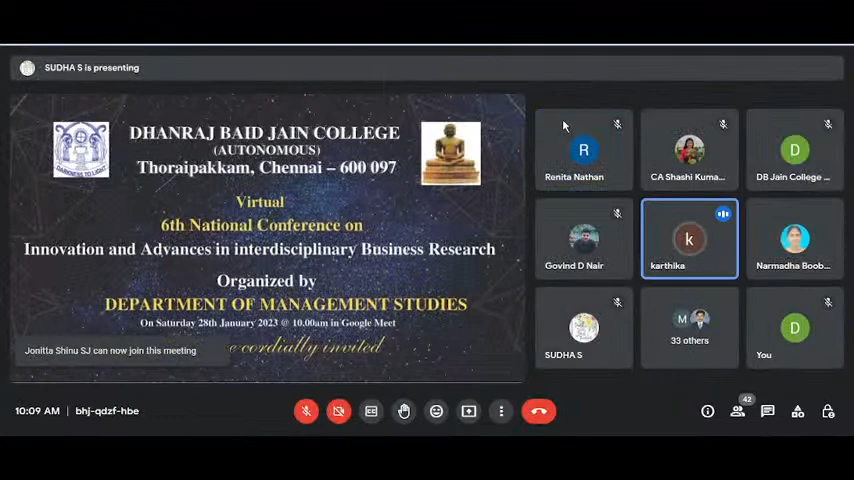 SUDHA S is presenting
DHANRAJ BAID JAIN COLLEGE
(AUTONOMOUS)
Thoraipakkam, Chennai – 600 097
DARKNESS TO LIGHT
Virtual
6th National Conference on
Innovation and Advances in interdisciplinary Business Research
Organized by
DEPARTMENT OF MANAGEMENT STUDIES
On Saturday 28th January 2023 @ 10.00am in Google Meet
e cordially invited
Jonitta Shinu SJ can now join this meeting
R
Renita Nathan
CA Shashi Kuma...
D
DB Jain College ...
Govind D Nair
k
karthika
Narmadha Boob...
SUDHA S
M
33 others
D
You
10:09 AM | bhj-qdzf-hbe
42